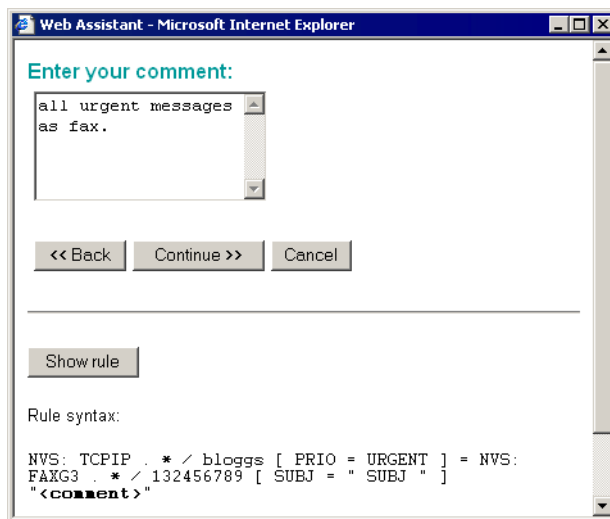 Web Assistant - Microsoft Internet Explorer
Enter your comment:
all urgent messages
as fax.
<< Back
Continue >>
Cancel
Show rule
Rule syntax:
NVS: TCPIP . * / bloggs [ PRIO = URGENT ] = NVS:
FAXG3 . * / 132456789 [ SUBJ = " SUBJ " ]
"<comment>"